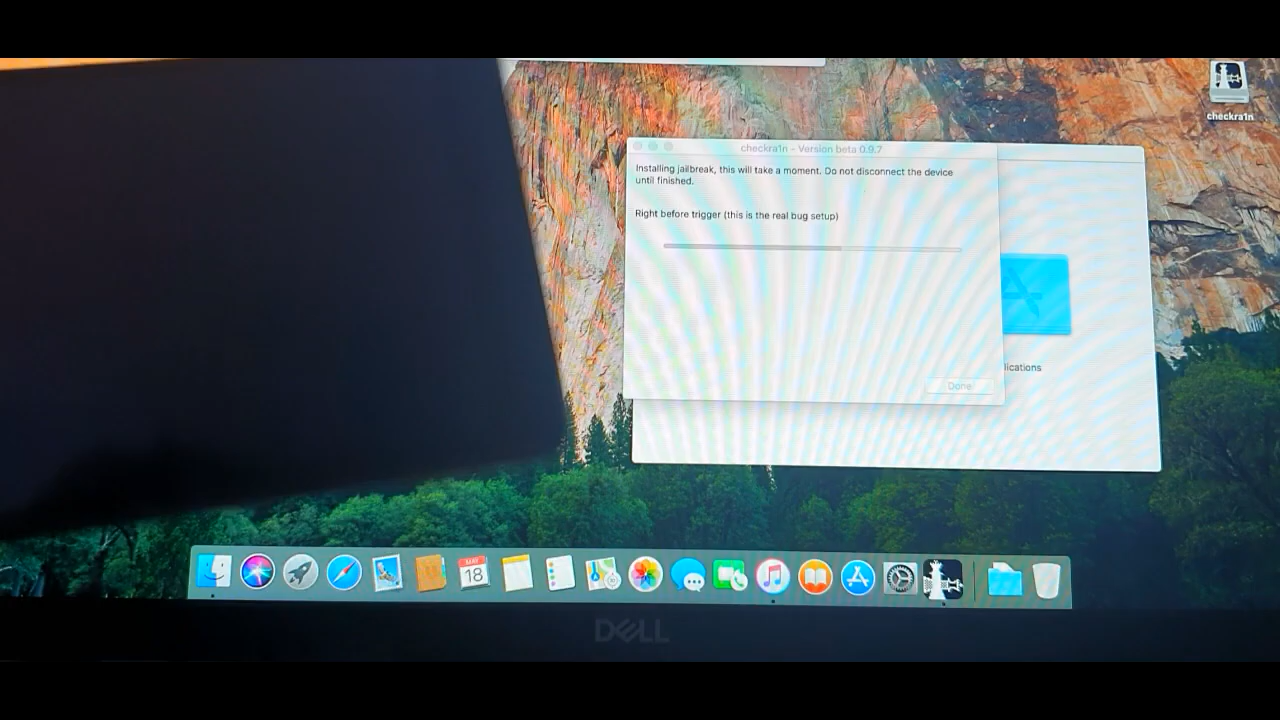 checkra1n
checkra1n - Version beta 0.9.7
Installing jailbreak, this will take a moment. Do not disconnect the device
until finished.
Right before trigger (this is the real bug setup)
lications
Done
18
DELL